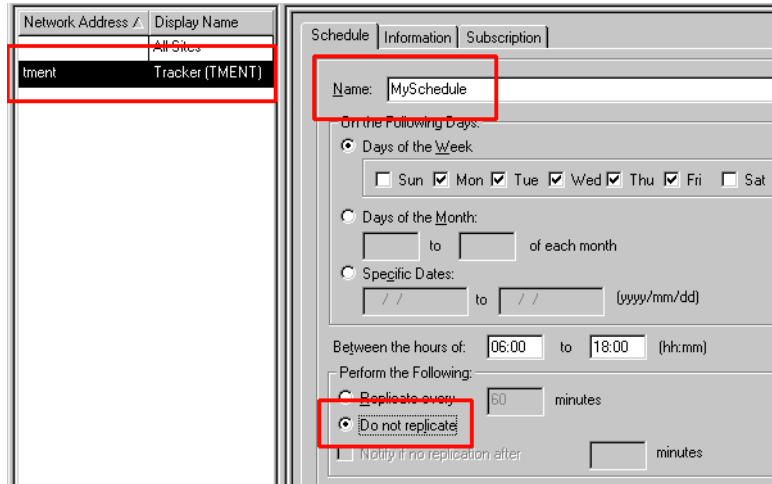 Network Address Display Name
All Sites
tment Tracker (TMENT)
Schedule Information Subscription
Name: MySchedule
On the Following Days:
Days of the Week
Sun Mon Tue Wed Thu Fri Sat
Days of the Month:
to of each month
Specific Dates:
/ / to / / (yyyy/mm/dd)
Between the hours of: 06:00 to 18:00 (hh:mm)
Perform the Following:
Replicate every 60 minutes
Do not replicate
Notify if no replication after minutes